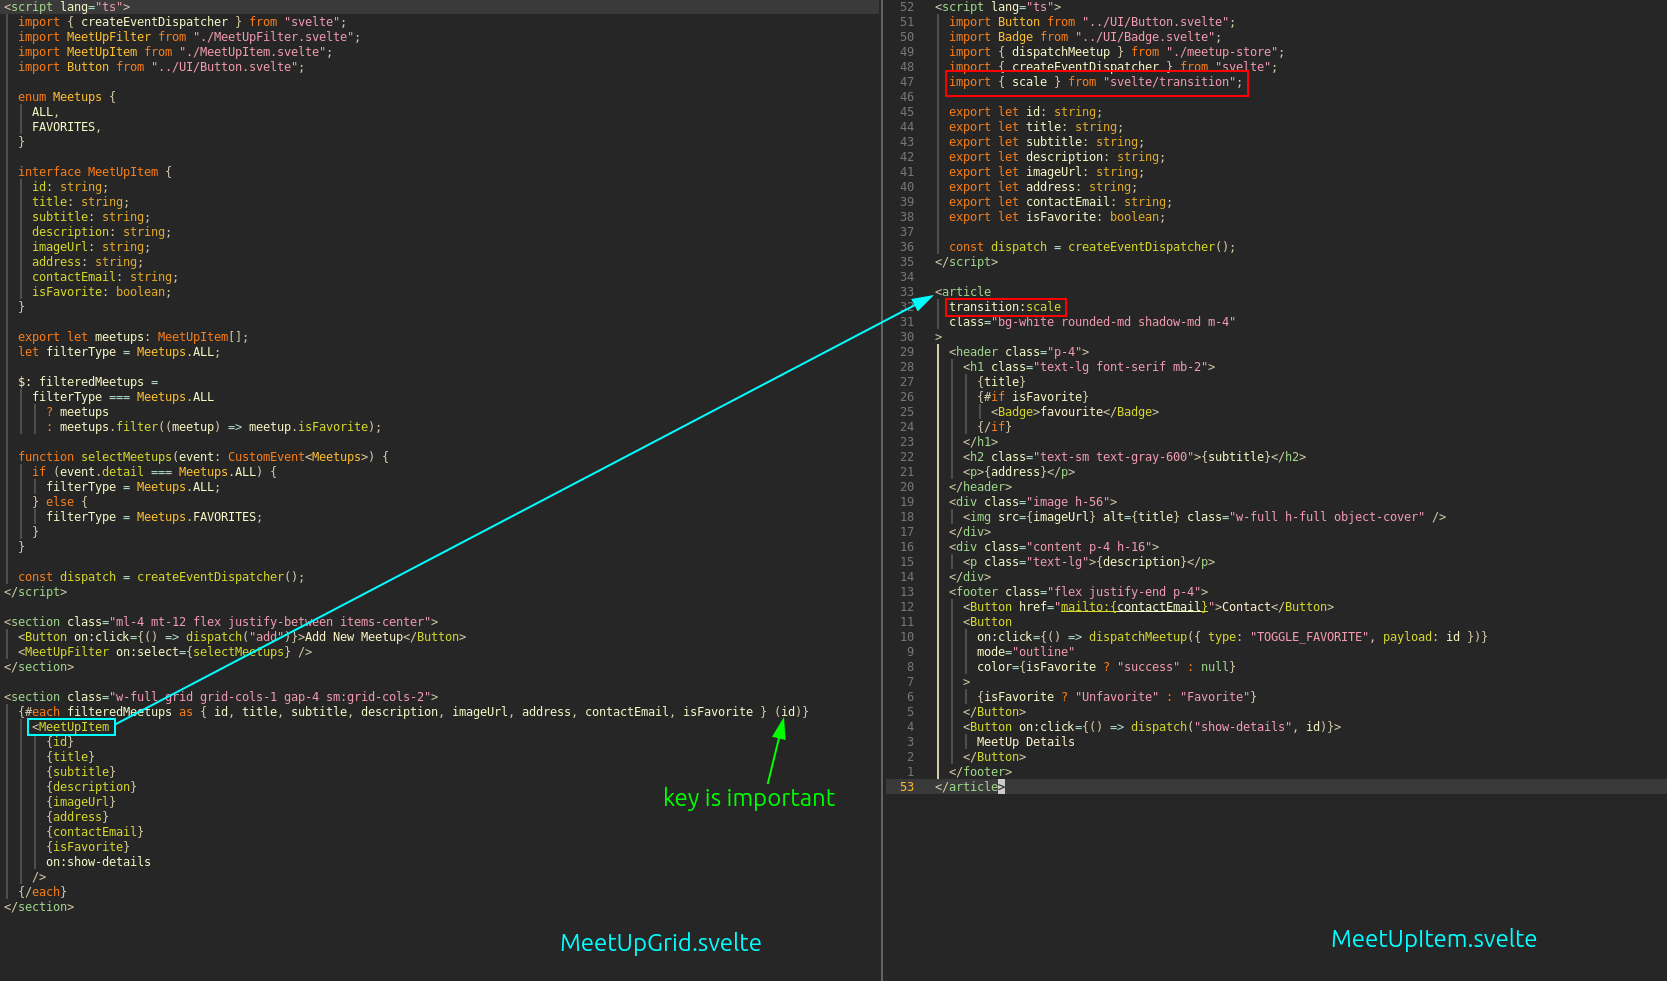 <script lang="ts">
import { createEventDispatcher } from "svelte";
import MeetUpFilter from "./MeetUpFilter.svelte";
import MeetUpItem from "./MeetUpItem.svelte";
import Button from "../UI/Button.svelte";
enum Meetups {
ALL,
FAVORITES,
}
interface MeetUpItem {
id: string;
title: string;
subtitle: string;
description: string;
imageUrl: string;
address: string;
contactEmail: string;
isFavorite: boolean;
}
export let meetups: MeetUpItem[];
let filterType = Meetups.ALL;
$: filteredMeetups =
filterType === Meetups.ALL
? meetups
: meetups.filter((meetup) => meetup.isFavorite);
function selectMeetups(event: CustomEvent<Meetups>) {
if (event.detail === Meetups.ALL) {
filterType = Meetups.ALL;
} else {
filterType = Meetups.FAVORITES;
}
}
const dispatch = createEventDispatcher();
</script>
<section class="ml-4 mt-12 flex justify-between items-center">
<Button on:click={() => dispatch("add")}>Add New Meetup</Button>
<MeetUpFilter on:select={selectMeetups} />
</section>
<section class="w-full grid grid-cols-1 gap-4 sm:grid-cols-2">
{#each filteredMeetups as { id, title, subtitle, description, imageUrl, address, contactEmail, isFavorite } (id)}
<MeetUpItem
{id}
{title}
{subtitle}
{description}
{imageUrl}
{address}
{contactEmail}
{isFavorite}
on:show-details
/>
{/each}
</section>
key is important
MeetUpGrid.svelte
52 <script lang="ts">
51 import Button from "../UI/Button.svelte";
50 import Badge from "../UI/Badge.svelte";
49 import { dispatchMeetup } from "./meetup-store";
48 import { createEventDispatcher } from "svelte";
47 import { scale } from "svelte/transition";
46
45 export let id: string;
44 export let title: string;
43 export let subtitle: string;
42 export let description: string;
41 export let imageUrl: string;
40 export let address: string;
39 export let contactEmail: string;
38 export let isFavorite: boolean;
37
36 const dispatch = createEventDispatcher();
35 </script>
34
33 <article
32 transition:scale
31 class="bg-white rounded-md shadow-md m-4"
30 >
29 <header class="p-4">
28 <h1 class="text-lg font-serif mb-2">
27 {title}
26 {#if isFavorite}
25 <Badge>favourite</Badge>
24 {/if}
23 </h1>
22 <h2 class="text-sm text-gray-600">{subtitle}</h2>
21 <p>{address}</p>
20 </header>
19 <div class="image h-56">
18 <img src={imageUrl} alt={title} class="w-full h-full object-cover" />
17 </div>
16 <div class="content p-4 h-16">
15 <p class="text-lg">{description}</p>
14 </div>
13 <footer class="flex justify-end p-4">
12 <Button href="mailto:{contactEmail}">Contact</Button>
11 <Button
10 on:click={() => dispatchMeetup({ type: "TOGGLE_FAVORITE", payload: id })}
9 mode="outline"
8 color={isFavorite ? "success" : null}
7 >
6 {isFavorite ? "Unfavorite" : "Favorite"}
5 </Button>
4 <Button on:click={() => dispatch("show-details", id)}>
3 MeetUp Details
2 </Button>
1 </footer>
53 </article>
MeetUpItem.svelte